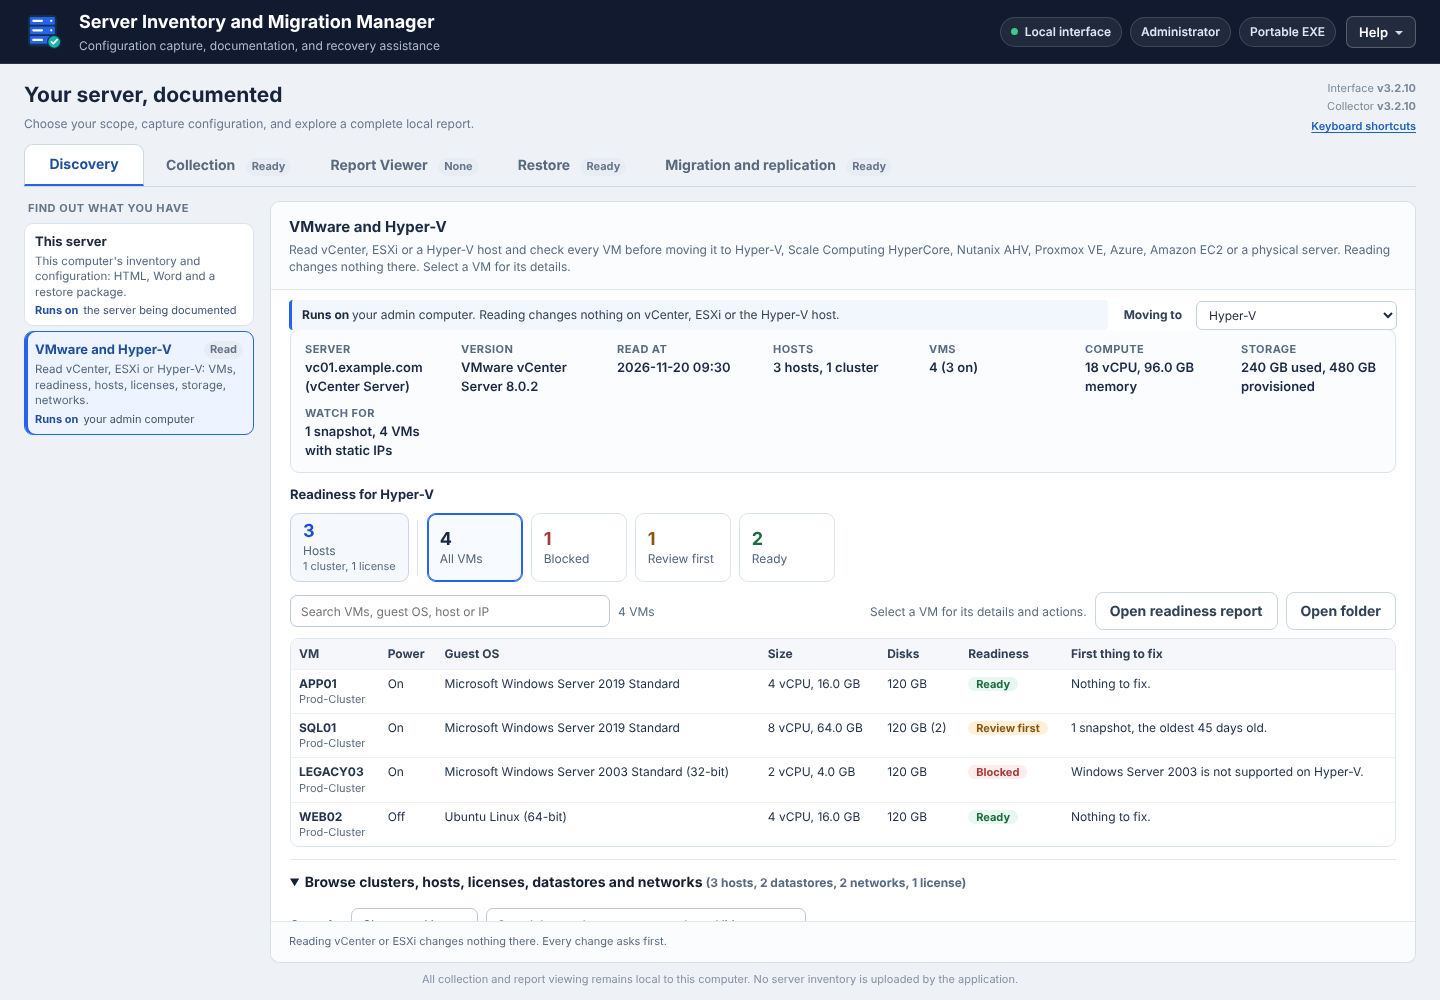 Server Inventory and Migration Manager
Configuration capture, documentation, and recovery assistance
Local interface
Administrator
Portable EXE
Help
Your server, documented
Choose your scope, capture configuration, and explore a complete local report.
Interface v3.2.10
Collector v3.2.10
Keyboard shortcuts
Discovery
Collection Ready
Report Viewer None
Restore Ready
Migration and replication Ready
FIND OUT WHAT YOU HAVE
This server
This computer's inventory and
configuration: HTML, Word and a
restore package.
Runs on the server being documented
VMware and Hyper-V Read
Read vCenter, ESXi or Hyper-V: VMs,
readiness, hosts, licenses, storage,
networks.
Runs on your admin computer
VMware and Hyper-V
Read vCenter, ESXi or a Hyper-V host and check every VM before moving it to Hyper-V, Scale Computing HyperCore, Nutanix AHV, Proxmox VE, Azure, Amazon EC2 or a physical server. Reading
changes nothing there. Select a VM for its details.
Runs on your admin computer. Reading changes nothing on vCenter, ESXi or the Hyper-V host.
Moving to
Hyper-V
SERVER
vc01.example.com
(vCenter Server)
VERSION
VMware vCenter
Server 8.0.2
READ AT
2026-11-20 09:30
HOSTS
3 hosts, 1 cluster
VMS
4 (3 on)
COMPUTE
18 vCPU, 96.0 GB
memory
STORAGE
240 GB used, 480 GB
provisioned
WATCH FOR
1 snapshot, 4 VMs
with static IPs
Readiness for Hyper-V
3
Hosts
1 cluster, 1 license
4
All VMs
1
Blocked
1
Review first
2
Ready
Search VMs, guest OS, host or IP
4 VMs
Select a VM for its details and actions.
Open readiness report
Open folder
VM Power Guest OS Size Disks Readiness First thing to fix
APP01 On Microsoft Windows Server 2019 Standard 4 vCPU, 16.0 GB 120 GB Ready Nothing to fix.
Prod-Cluster
SQL01 On Microsoft Windows Server 2019 Standard 8 vCPU, 64.0 GB 120 GB (2) Review first 1 snapshot, the oldest 45 days old.
Prod-Cluster
LEGACY03 On Microsoft Windows Server 2003 Standard (32-bit) 2 vCPU, 4.0 GB 120 GB Blocked Windows Server 2003 is not supported on Hyper-V.
Prod-Cluster
WEB02 Off Ubuntu Linux (64-bit) 4 vCPU, 16.0 GB 120 GB Ready Nothing to fix.
Prod-Cluster
Browse clusters, hosts, licenses, datastores and networks (3 hosts, 2 datastores, 2 networks, 1 license)
Reading vCenter or ESXi changes nothing there. Every change asks first.
All collection and report viewing remains local to this computer. No server inventory is uploaded by the application.